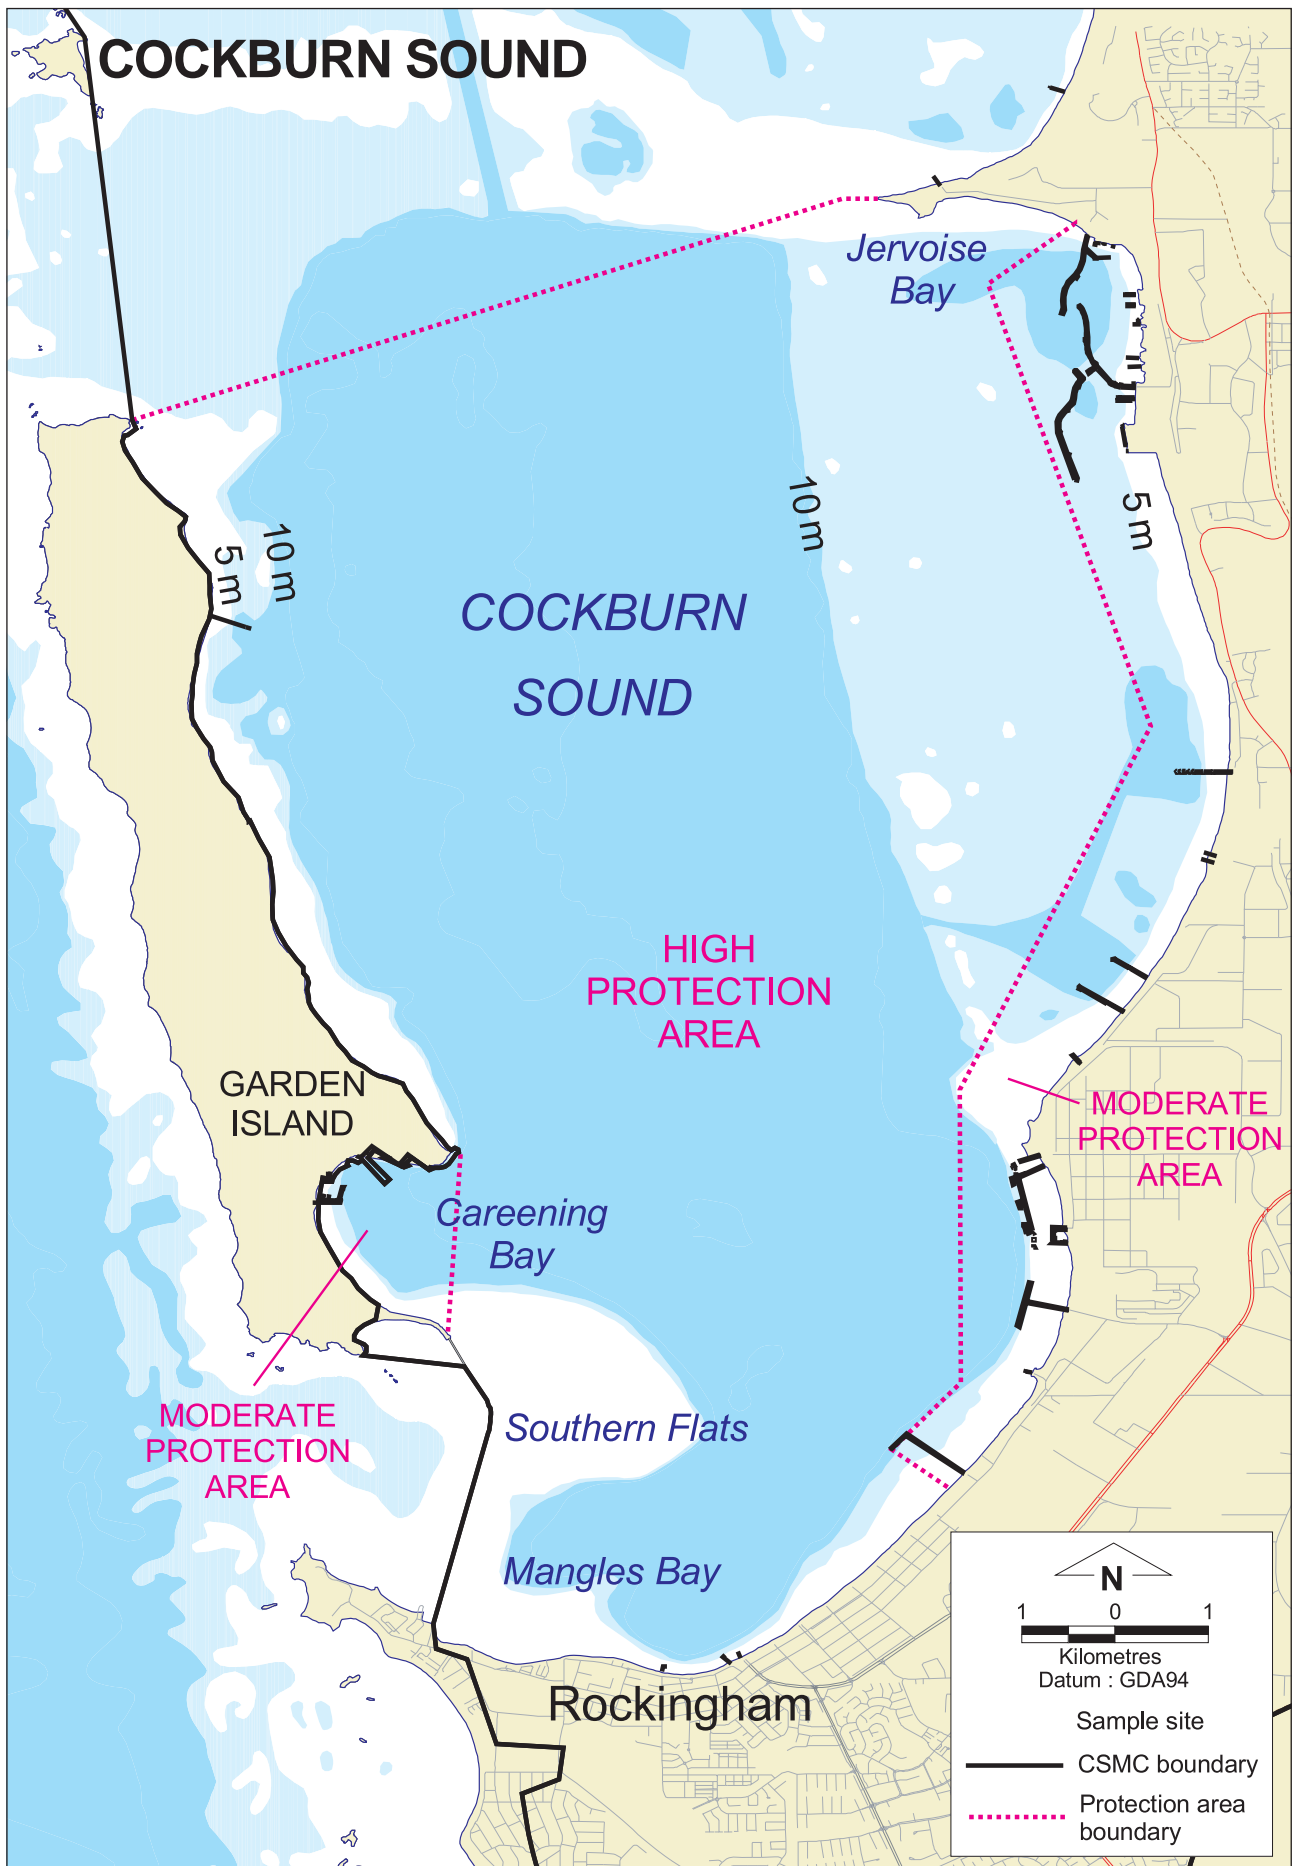 COCKBURN SOUND
Jervoise
Bay
10 m
5 m
5 m
10 m
COCKBURN
SOUND
HIGH
PROTECTION
AREA
GARDEN
ISLAND
MODERATE
PROTECTION
AREA
Careening
Bay
MODERATE
PROTECTION
AREA
Southern Flats
Mangles Bay
Rockingham
N
1 0 1
Kilometres
Datum : GDA94
Sample site
CSMC boundary
Protection area
boundary